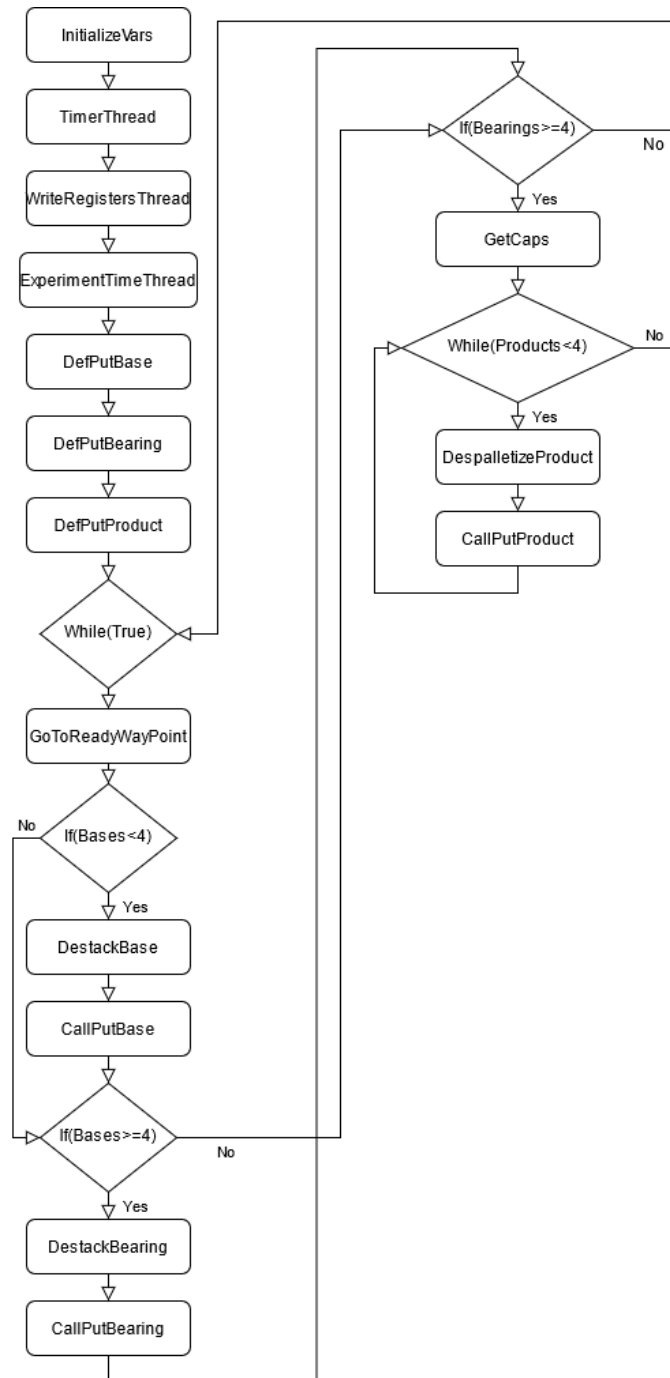 InitializeVars
TimerThread
WriteRegistersThread
ExperimentTimeThread
DefPutBase
DefPutBearing
DefPutProduct
While(True)
GoToReadyWayPoint
No
If(Bases<4)
Yes
DestackBase
CallPutBase
If(Bases>=4)
No
Yes
DestackBearing
CallPutBearing
If(Bearings>=4)
No
Yes
GetCaps
While(Products<4)
No
Yes
DespalletizeProduct
CallPutProduct